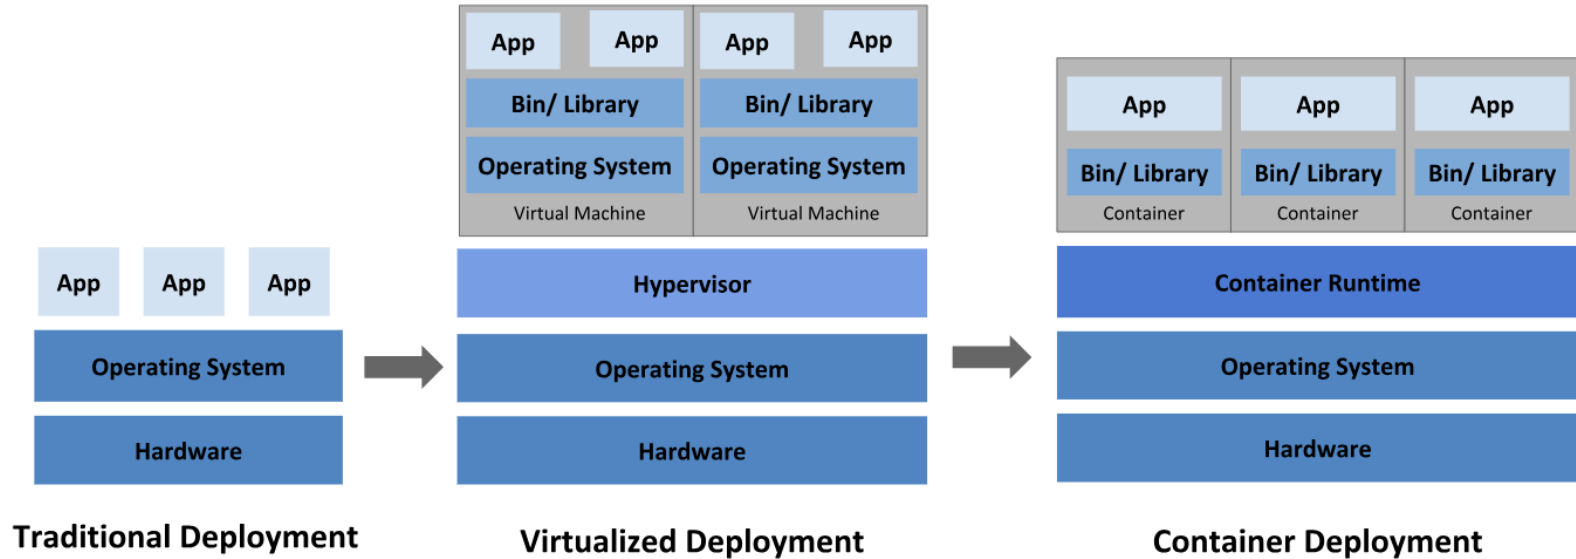 App
App
App
Operating System
Hardware
Traditional Deployment
App
App
App
App
Bin/ Library
Bin/ Library
Operating System
Operating System
Virtual Machine
Virtual Machine
Hypervisor
Operating System
Hardware
Virtualized Deployment
App
App
App
Bin/ Library
Bin/ Library
Bin/ Library
Container
Container
Container
Container Runtime
Operating System
Hardware
Container Deployment